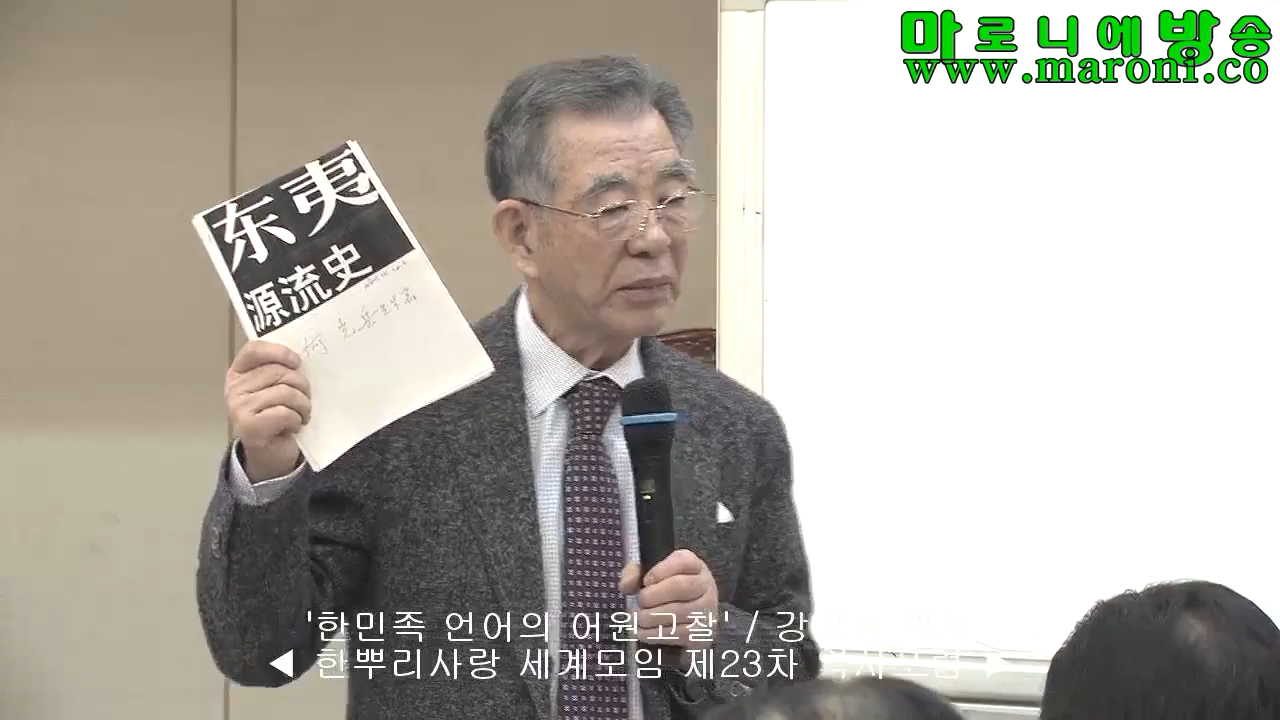 마로니에방송
www.maroni.co
东夷
源流史
'한민족 언어의 어원고찰' / 강
◀ 한뿌리사랑 세계모임 제23차